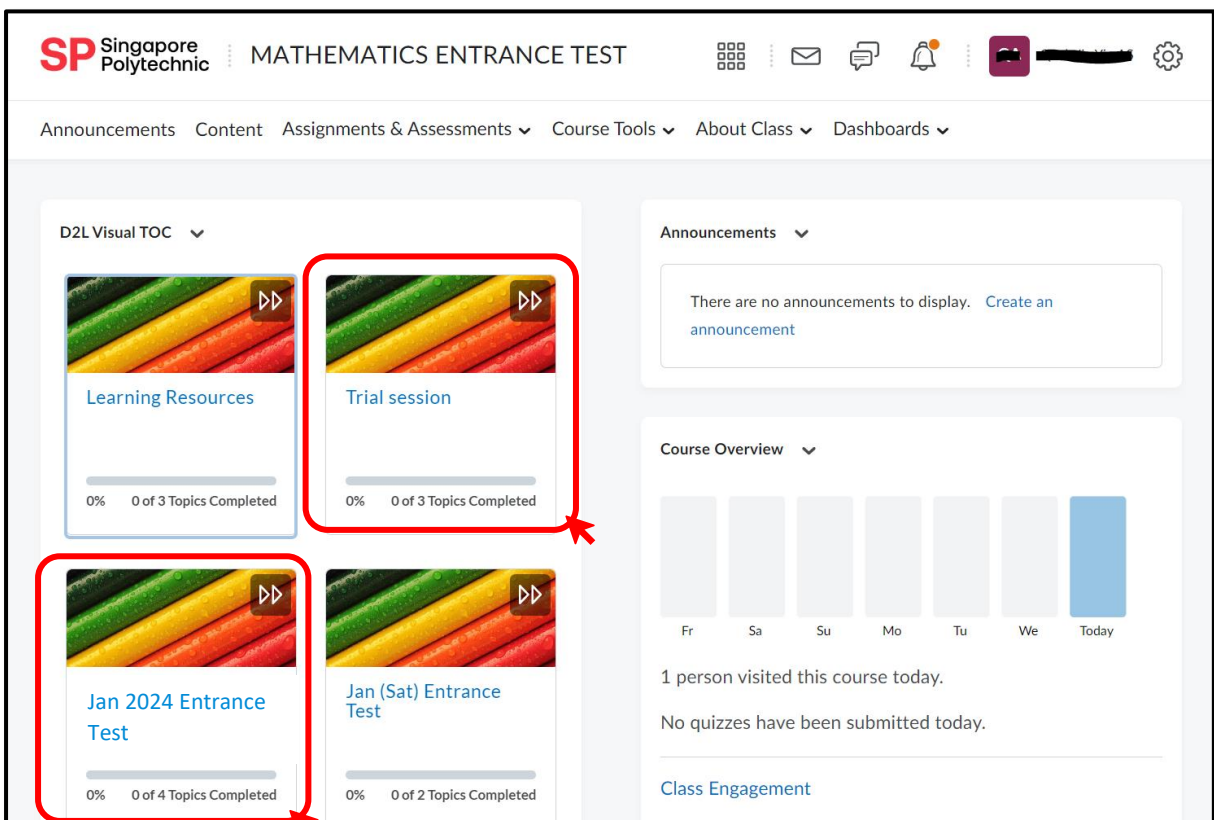 SP Singapore
Polytechnic
MATHEMATICS ENTRANCE TEST
Announcements Content Assignments & Assessments Course Tools About Class Dashboards
D2L Visual TOC
Learning Resources
0% 0 of 3 Topics Completed
Trial session
0% 0 of 3 Topics Completed
Jan 2024 Entrance
Test
0% 0 of 4 Topics Completed
Jan (Sat) Entrance
Test
0% 0 of 2 Topics Completed
Announcements
There are no announcements to display. Create an
announcement
Course Overview
Fr Sa Su Mo Tu We Today
1 person visited this course today.
No quizzes have been submitted today.
Class Engagement